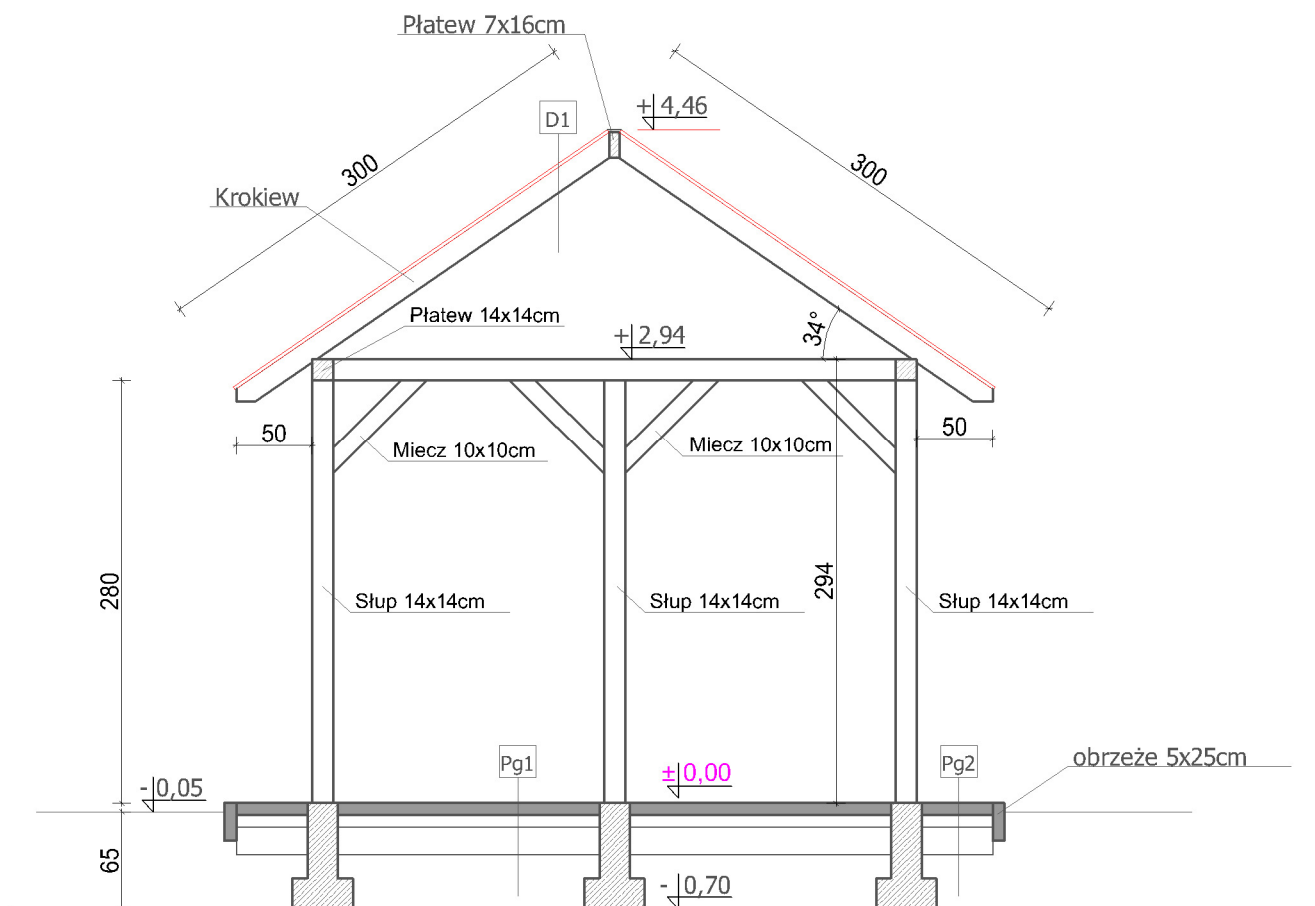 Płatew 7x16cm
D1
+4,46
300
300
Krokiew
Płatew 14x14cm
+2,94
34°
50
50
Miecz 10x10cm
Miecz 10x10cm
280
294
Słup 14x14cm
Słup 14x14cm
Słup 14x14cm
Pg1
±0,00
Pg2
obrzeże 5x25cm
-0,05
65
-0,70